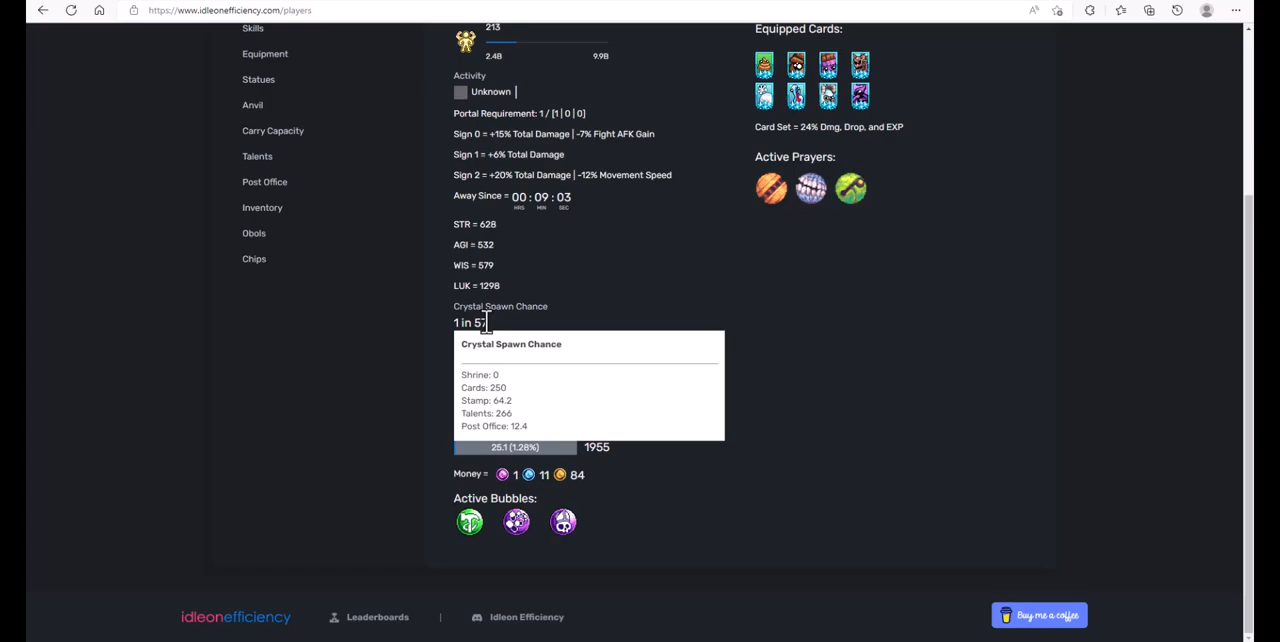 https://www.idleonefficiency.com/players
Skills
Equipment
Statues
Anvil
Carry Capacity
Talents
Post Office
Inventory
Obols
Chips
213
2.4B 9.9B
Activity
Unknown
Portal Requirement: 1 / [1 | 0 | 0]
Sign 0 = +15% Total Damage | -7% Fight AFK Gain
Sign 1 = +6% Total Damage
Sign 2 = +20% Total Damage | -12% Movement Speed
Away Since = 00 : 09 : 03
HRS MIN SEC
STR = 628
AGI = 532
WIS = 579
LUK = 1298
Crystal Spawn Chance
1 in 57
Crystal Spawn Chance
Shrine: 0
Cards: 250
Stamp: 64.2
Talents: 266
Post Office: 12.4
25.1 (1.28%) 1955
Money = 1 11 84
Active Bubbles:
Equipped Cards:
Card Set = 24% Dmg, Drop, and EXP
Active Prayers:
idleonefficiency
Leaderboards | Idleon Efficiency
Buy me a coffee